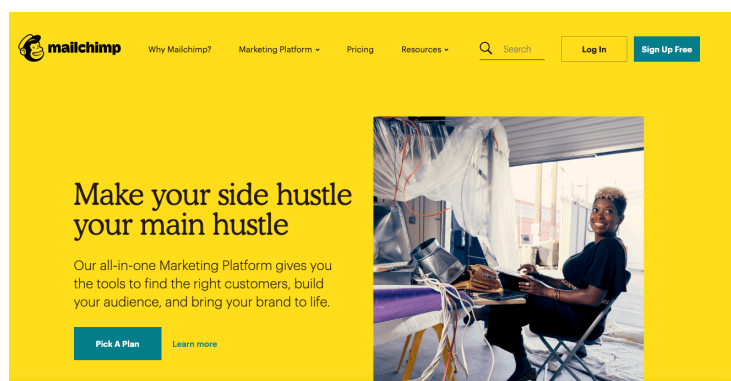 mailchimp Why Mailchimp? Marketing Platform Pricing Resources Search Log In Sign Up Free
Make your side hustle
your main hustle
Our all-in-one Marketing Platform gives you
the tools to find the right customers, build
your audience, and bring your brand to life.
Pick A Plan Learn more